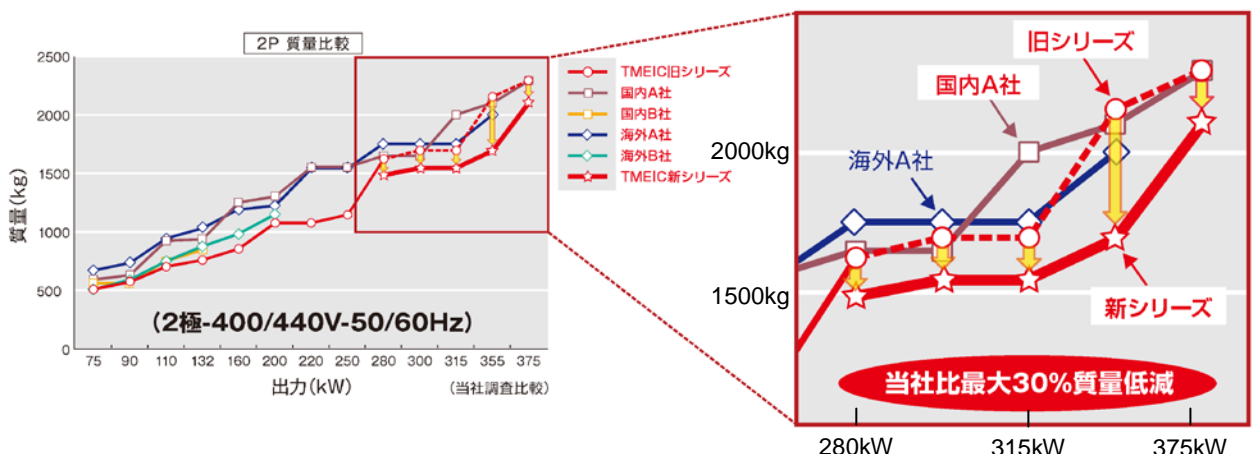 2P 質量比較
質量(kg)
2500
2000
1500
1000
500
0
75 90 110 132 160 200 220 250 280 300 315 355 375
(2極-400/440V-50/60Hz)
出力(kW)
(当社調査比較)
TMEIC旧シリーズ
国内A社
国内B社
海外A社
海外B社
TMEIC新シリーズ
旧シリーズ
国内A社
2000kg
海外A社
1500kg
新シリーズ
当社比最大30%質量低減
280kW 315kW 375kW